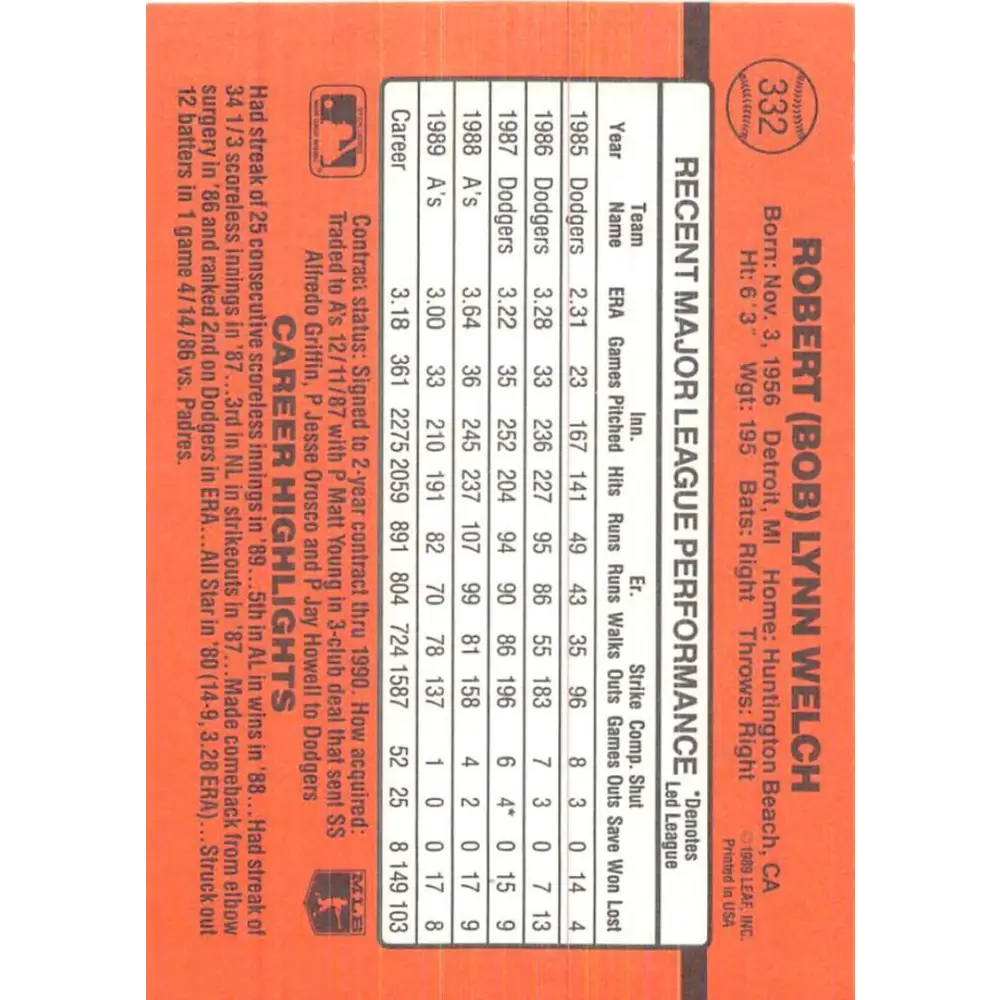 332
ROBERT (BOB) LYNN WELCH
Born: Nov. 3, 1956 Detroit, MI Home: Huntington Beach, CA
Ht: 6'3" Wgt: 195 Bats: Right Throws: Right
© 1989 LEAF, INC.
Printed in USA
RECENT MAJOR LEAGUE PERFORMANCE
*Denotes
Led League
Team Inn. Er. Strike Comp. Shut
Year Name ERA Games Pitched Hits Runs Runs Walks Outs Games Outs Save Won Lost
1985 Dodgers 2.31 23 167 141 49 43 35 96 8 3 0 14 4
1986 Dodgers 3.28 33 236 227 95 86 55 183 7 3 0 7 13
1987 Dodgers 3.22 35 252 204 94 90 86 196 6 4* 0 15 9
1988 A's 3.64 36 245 237 107 99 81 158 4 2 0 17 9
1989 A's 3.00 33 210 191 82 70 78 137 1 0 0 17 8
Career 3.18 361 2275 2059 891 804 724 1587 52 25 8 149 103
Contract status: Signed to 2-year contract thru 1990. How acquired:
Traded to A's 12/11/87 with P Matt Young in 3-club deal that sent SS
Alfredo Griffin, P Jesse Orosco and P Jay Howell to Dodgers
MLB
CAREER HIGHLIGHTS
Had streak of 25 consecutive scoreless innings in '89...5th in AL in wins in '88...Had streak of
34 1/3 scoreless innings in '87...3rd in NL in strikeouts in '87...Made comeback from elbow
surgery in '86 and ranked 2nd on Dodgers in ERA...All Star in '80 (14-9, 3.28 ERA)...Struck out
12 batters in 1 game 4/14/86 vs. Padres.